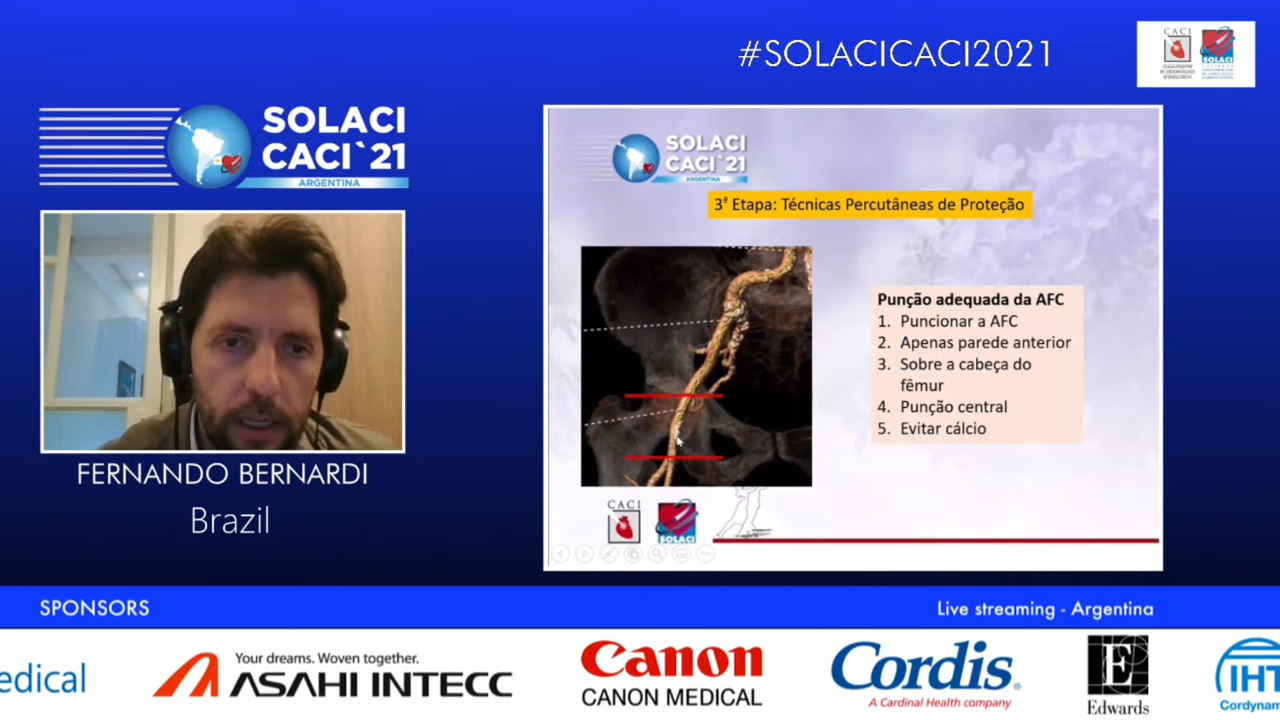 #SOLACICACI2021
CACI
SOLACI
SOLACI
CACI`21
ARGENTINA
FERNANDO BERNARDI
Brazil
SOLACI
CACI`21
ARGENTINA
3ª Etapa: Técnicas Percutâneas de Proteção
Punção adequada da AFC
1. Puncionar a AFC
2. Apenas parede anterior
3. Sobre a cabeça do
fêmur
4. Punção central
5. Evitar cálcio
CACI
SOLACI
SPONSORS
Live streaming - Argentina
edical
Your dreams. Woven together.
ASAHI INTECC
Canon
CANON MEDICAL
Cordis
A Cardinal Health company
E
Edwards
IHT
Cordynam